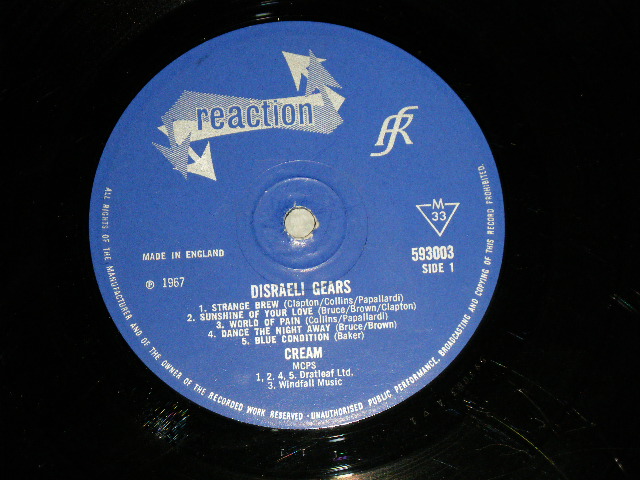 reaction
fR
M
33
MADE IN ENGLAND
℗ 1967
593003
SIDE 1
DISRAELI GEARS
1. STRANGE BREW (Clapton/Collins/Papallardi)
2. SUNSHINE OF YOUR LOVE (Bruce/Brown/Clapton)
3. WORLD OF PAIN (Collins/Papallardi)
4. DANCE THE NIGHT AWAY (Bruce/Brown)
5. BLUE CONDITION (Baker)
CREAM
MCPS
1, 2, 4, 5. Dratleaf Ltd.
3. Windfall Music
ALL RIGHTS OF THE MANUFACTURER AND OF THE OWNER OF THE RECORDED WORK RESERVED · UNAUTHORISED PUBLIC PERFORMANCE, BROADCASTING AND COPYING OF THIS RECORD PROHIBITED.